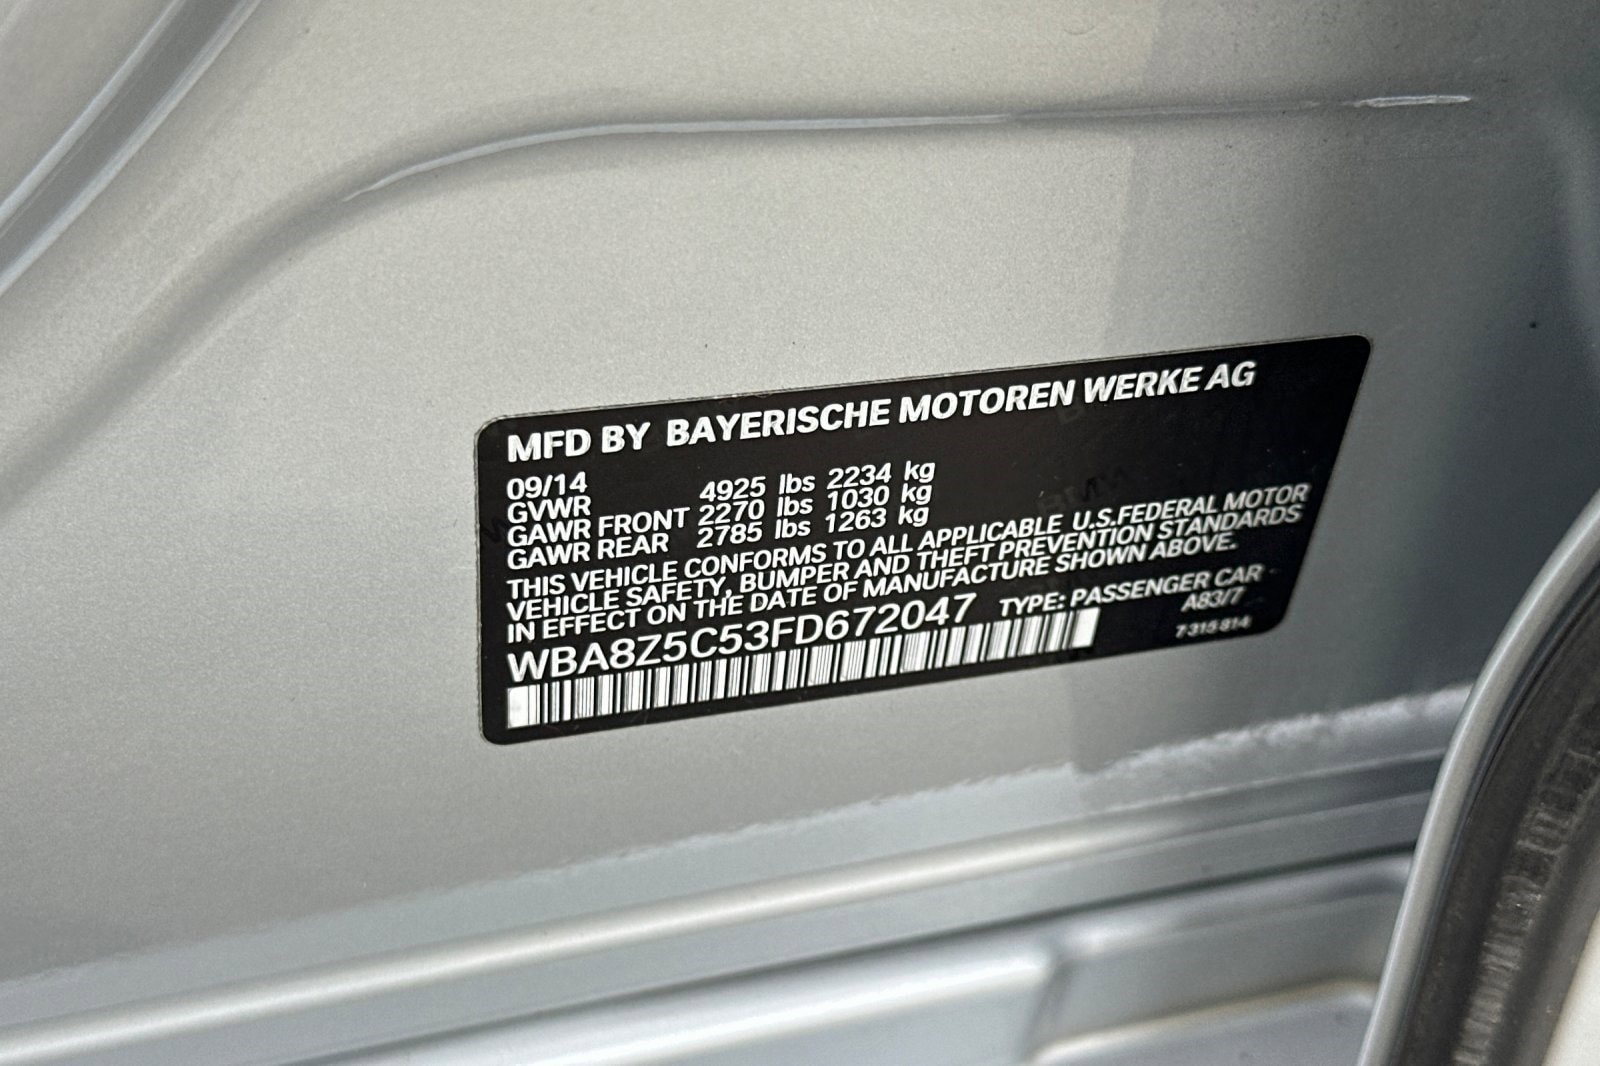 MFD BY BAYERISCHE MOTOREN WERKE AG
09/14
GVWR 4925 lbs 2234 kg
GAWR FRONT 2270 lbs 1030 kg
GAWR REAR 2785 lbs 1263 kg
THIS VEHICLE CONFORMS TO ALL APPLICABLE U.S.FEDERAL MOTOR
VEHICLE SAFETY, BUMPER AND THEFT PREVENTION STANDARDS
IN EFFECT ON THE DATE OF MANUFACTURE SHOWN ABOVE.
WBA8Z5C53FD672047 TYPE: PASSENGER CAR
A83/7
7 315 814